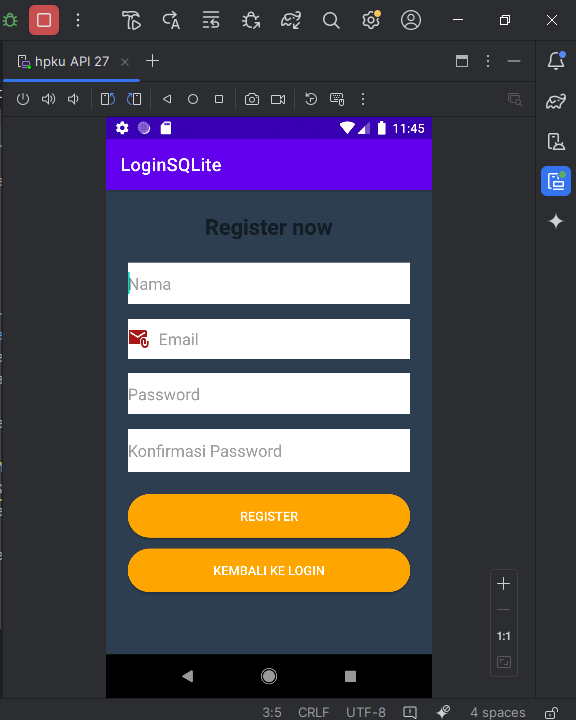 hpku API 27
11:45
LoginSQLite
Register now
Nama
Email
Password
Konfirmasi Password
REGISTER
KEMBALI KE LOGIN
1:1
3:5 CRLF UTF-8 4 spaces